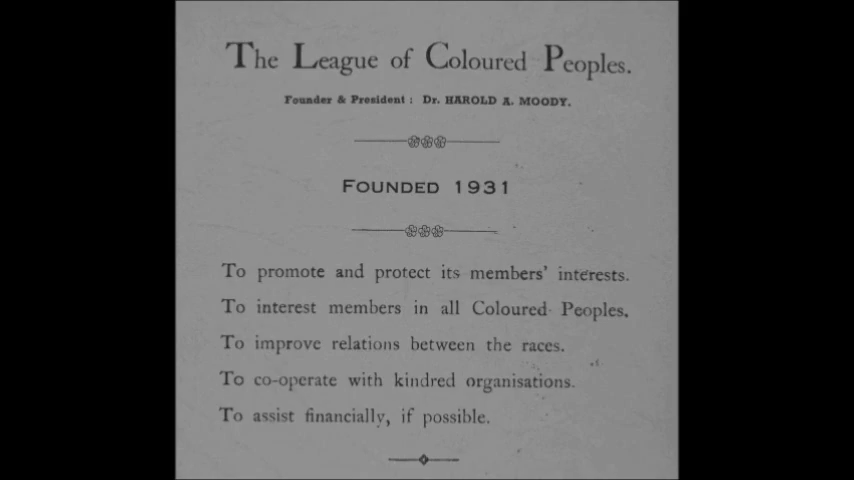 The League of Coloured Peoples.
Founder & President : Dr. HAROLD A. MOODY.
FOUNDED 1931
To promote and protect its members' interests.
To interest members in all Coloured Peoples.
To improve relations between the races.
To co-operate with kindred organisations.
To assist financially, if possible.